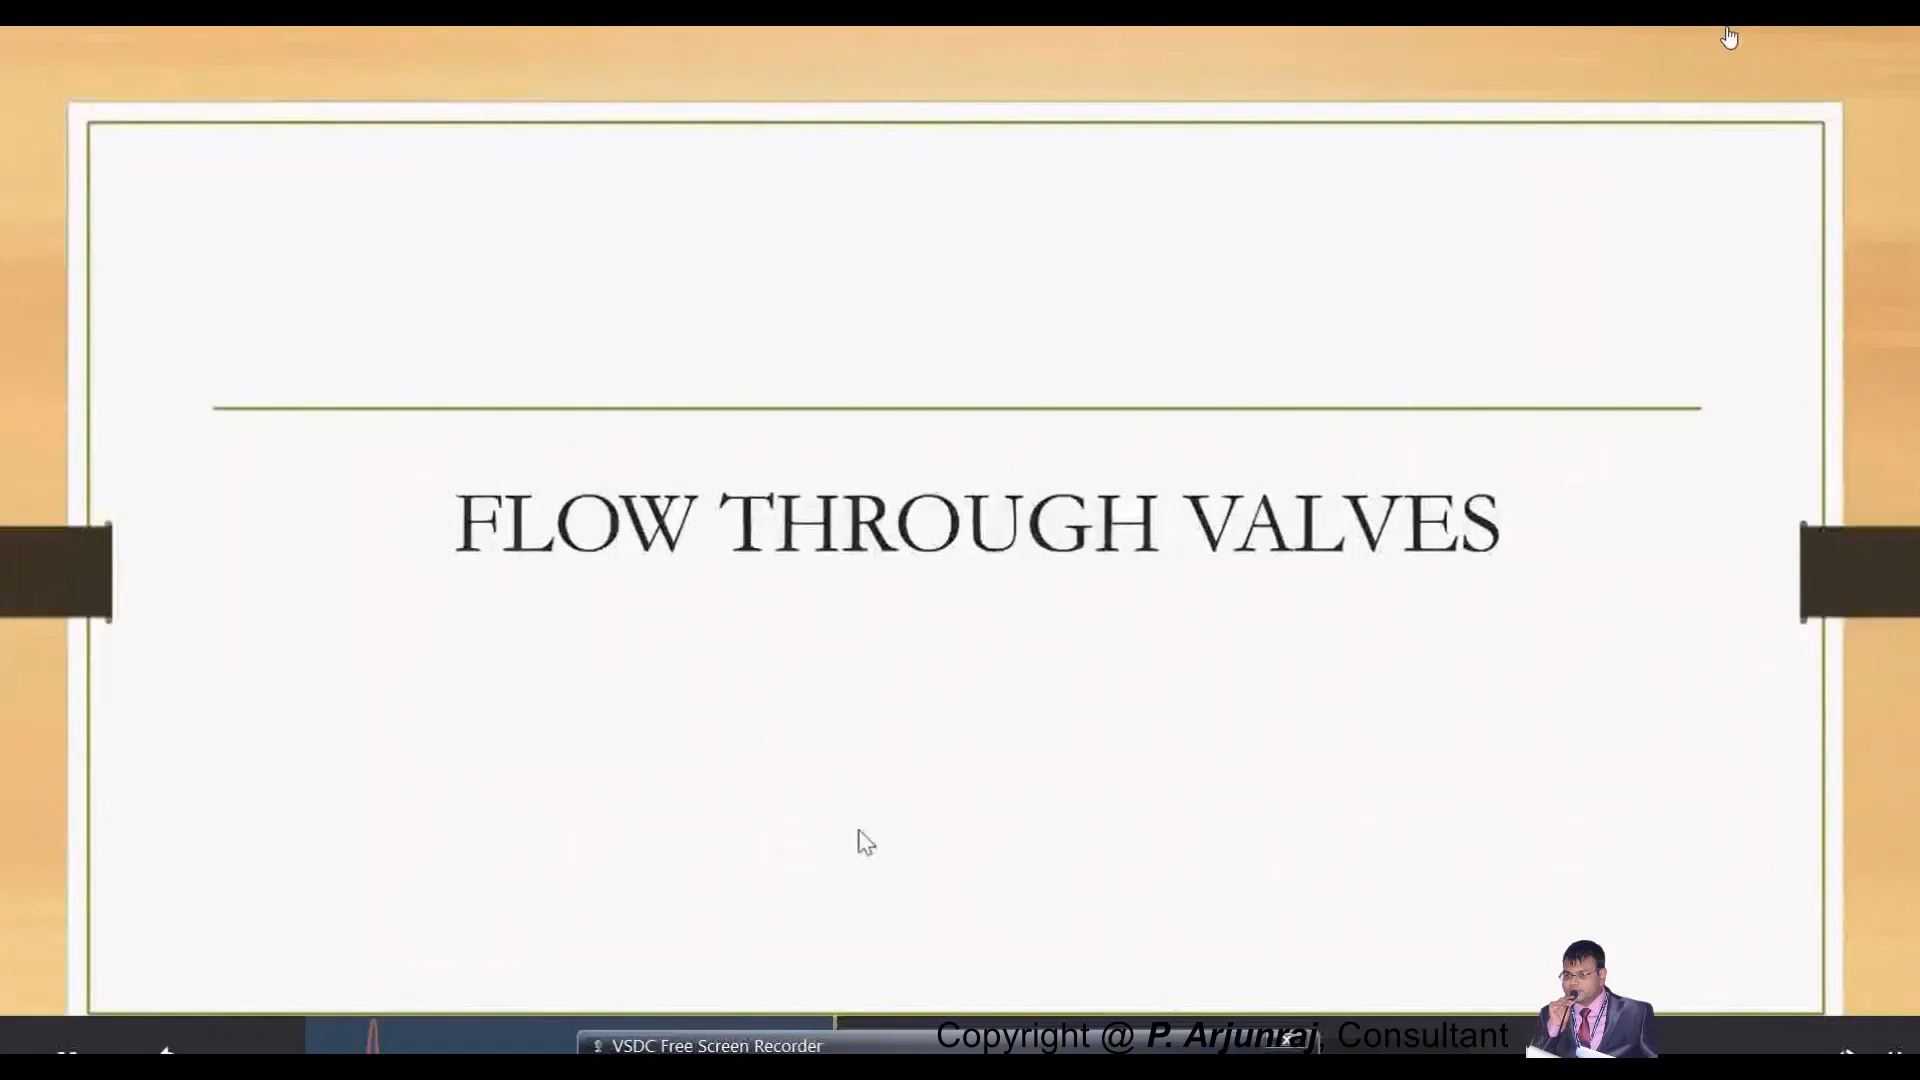 FLOW THROUGH VALVES
Copyright @ P. Arjunraj, Consultant
VSDC Free Screen Recorder